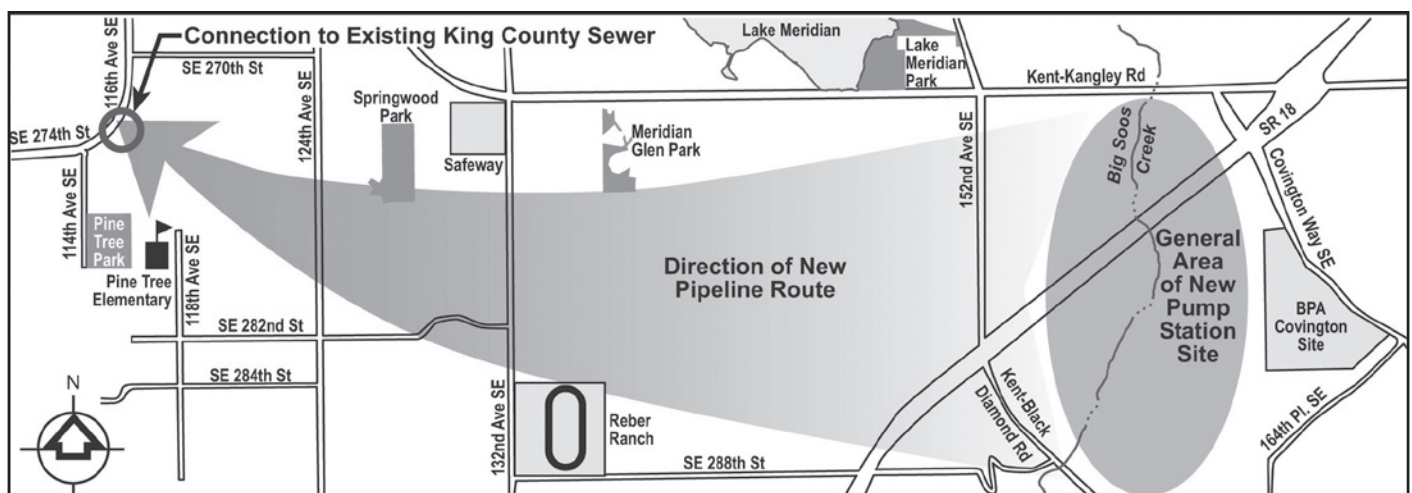 116th Ave SE
Connection to Existing King County Sewer
SE 270th St
SE 274th St
114th Ave SE
Pine
Tree
Park
Pine Tree
Elementary
118th Ave SE
124th Ave SE
Springwood
Park
Safeway
Meridian
Glen Park
Lake Meridian
Lake
Meridian
Park
Kent-Kangley Rd
152nd Ave SE
Big Soos
Creek
SR 18
Covington Way SE
Direction of New
Pipeline Route
General
Area
of New
Pump
Station
Site
BPA
Covington
Site
SE 282nd St
SE 284th St
132nd Ave SE
Reber
Ranch
SE 288th St
Kent-Black
Diamond Rd
164th Pl. SE
N